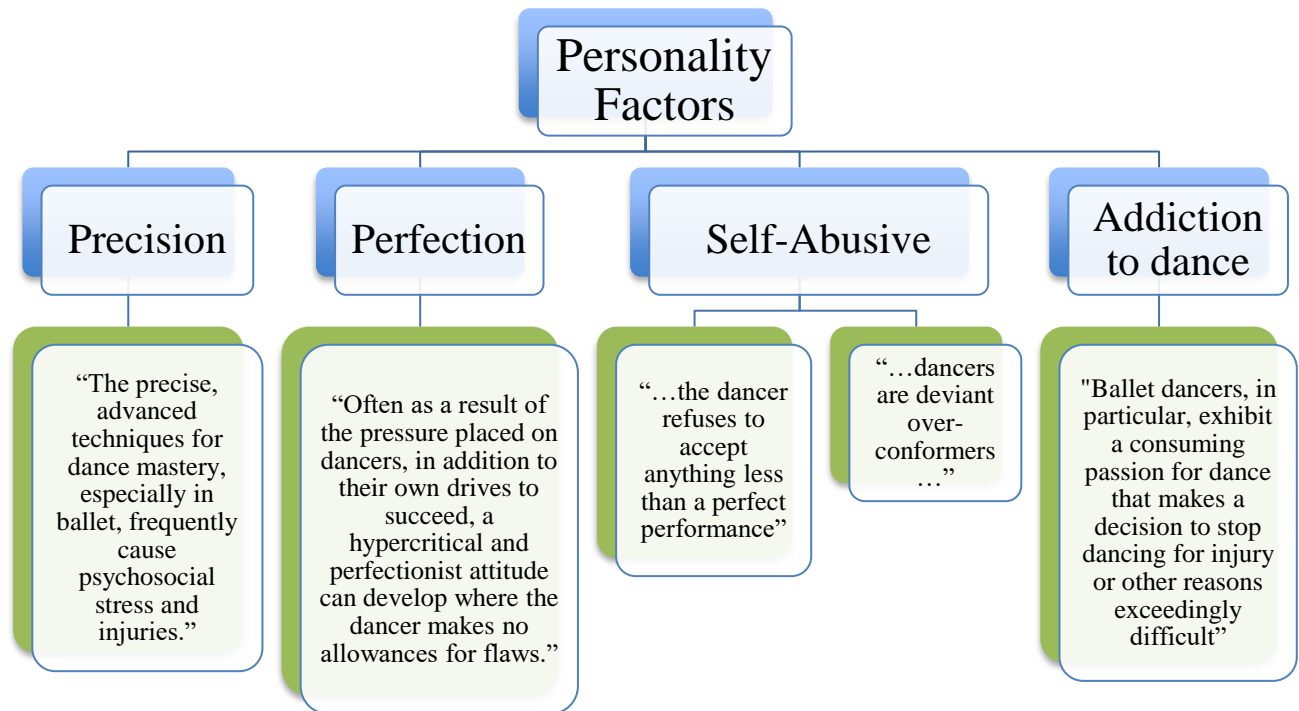 Personality
Factors
Precision
Perfection
Self-Abusive
Addiction
to dance
“The precise,
advanced
techniques for
dance mastery,
especially in
ballet, frequently
cause
psychosocial
stress and
injuries.”
“Often as a result of
the pressure placed on
dancers, in addition to
their own drives to
succeed, a
hypercritical and
perfectionist attitude
can develop where the
dancer makes no
allowances for flaws.”
“…the dancer
refuses to
accept
anything less
than a perfect
performance”
“…dancers
are deviant
over-
conformers
…”
"Ballet dancers, in
particular, exhibit
a consuming
passion for dance
that makes a
decision to stop
dancing for injury
or other reasons
exceedingly
difficult”